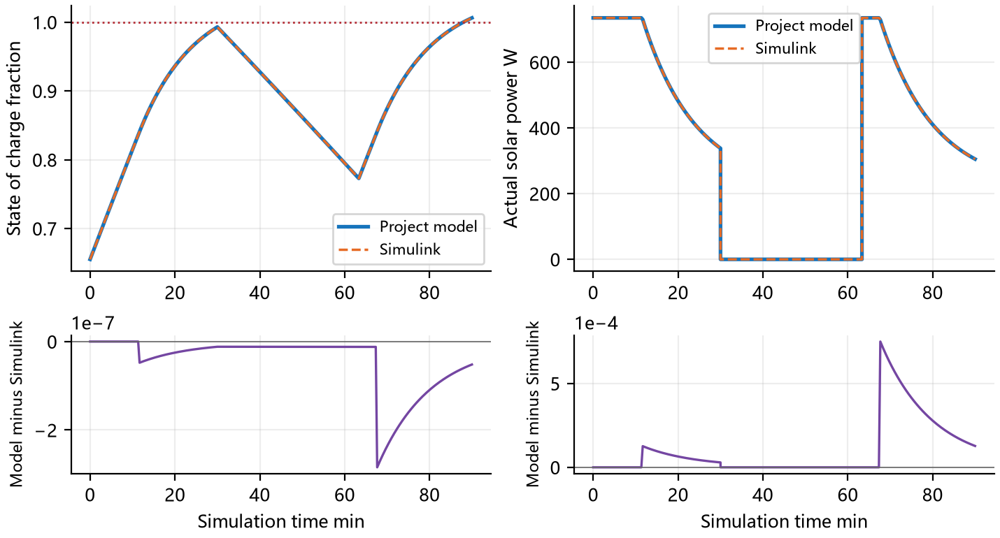 State of charge fraction
1.0
0.9
0.8
0.7
Project model
Simulink
0 20 40 60 80
Actual solar power W
600
400
200
0
Project model
Simulink
0 20 40 60 80
Model minus Simulink
1e−7
0
−2
0 20 40 60 80
Simulation time min
Model minus Simulink
1e−4
5
0
0 20 40 60 80
Simulation time min